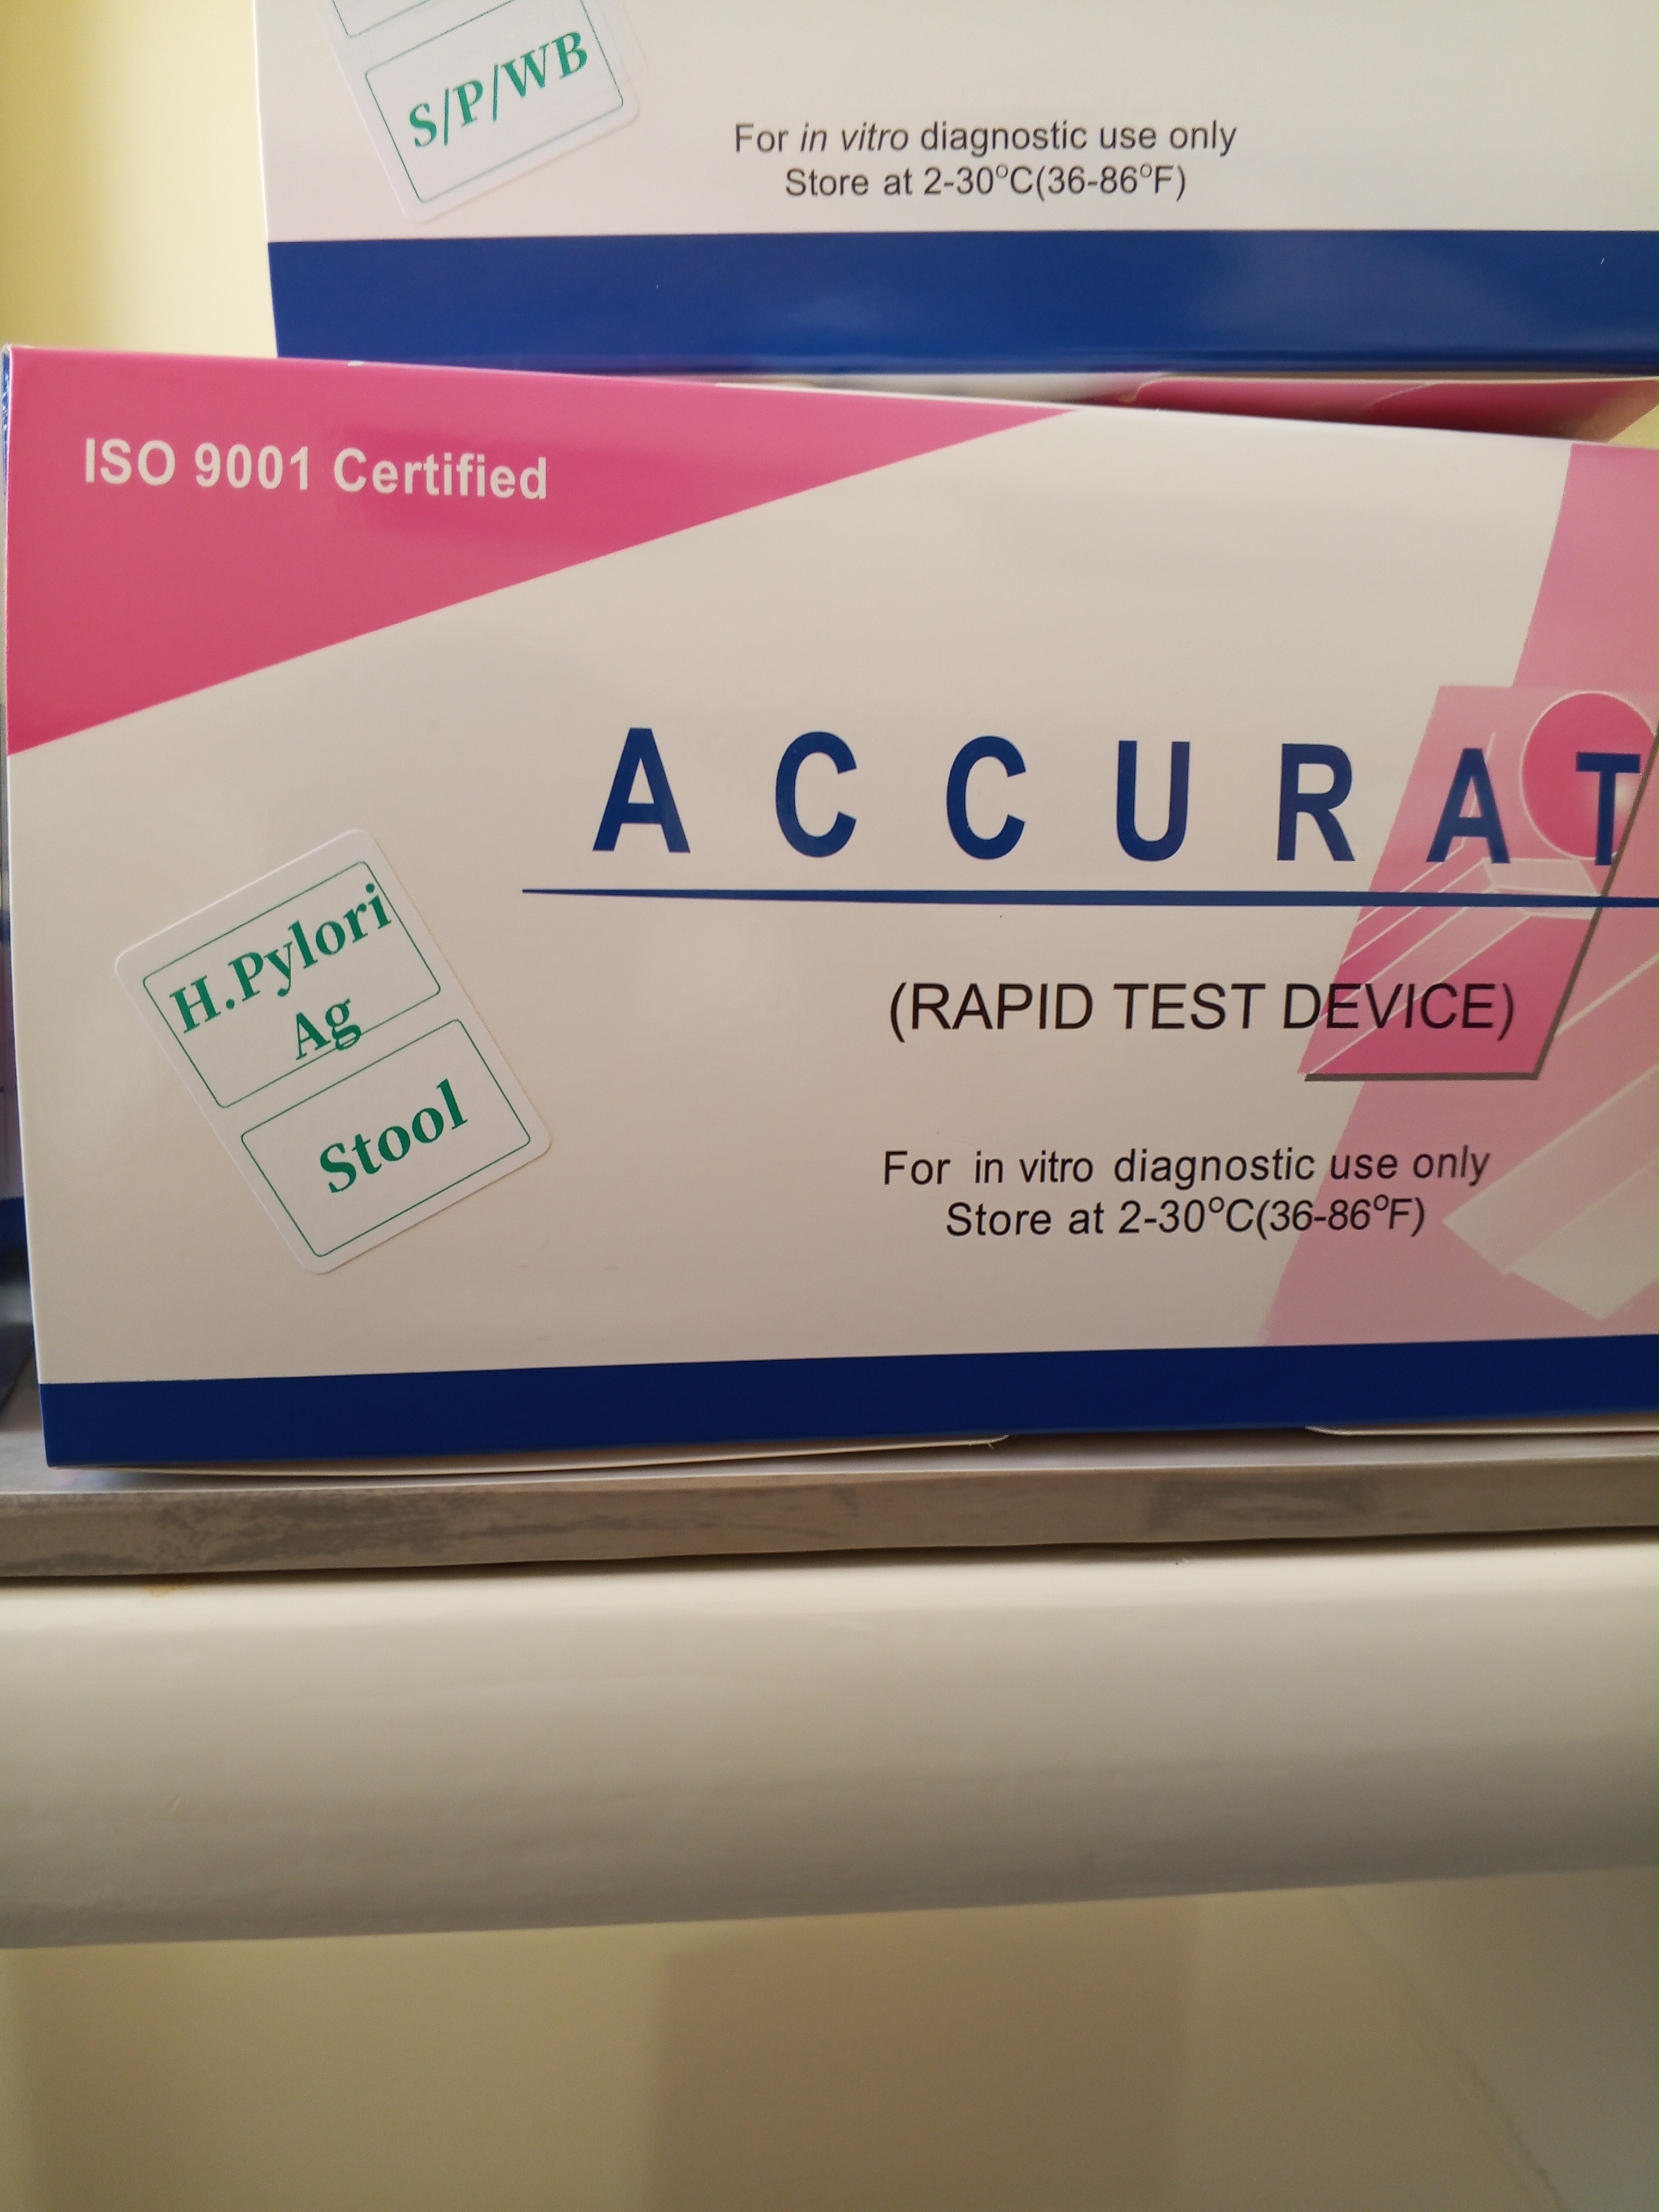 S/P/WB
For in vitro diagnostic use only
Store at 2-30°C(36-86°F)
ISO 9001 Certified
ACCURAT
(RAPID TEST DEVICE)
H.Pylori
Ag
Stool
For in vitro diagnostic use only
Store at 2-30°C(36-86°F)